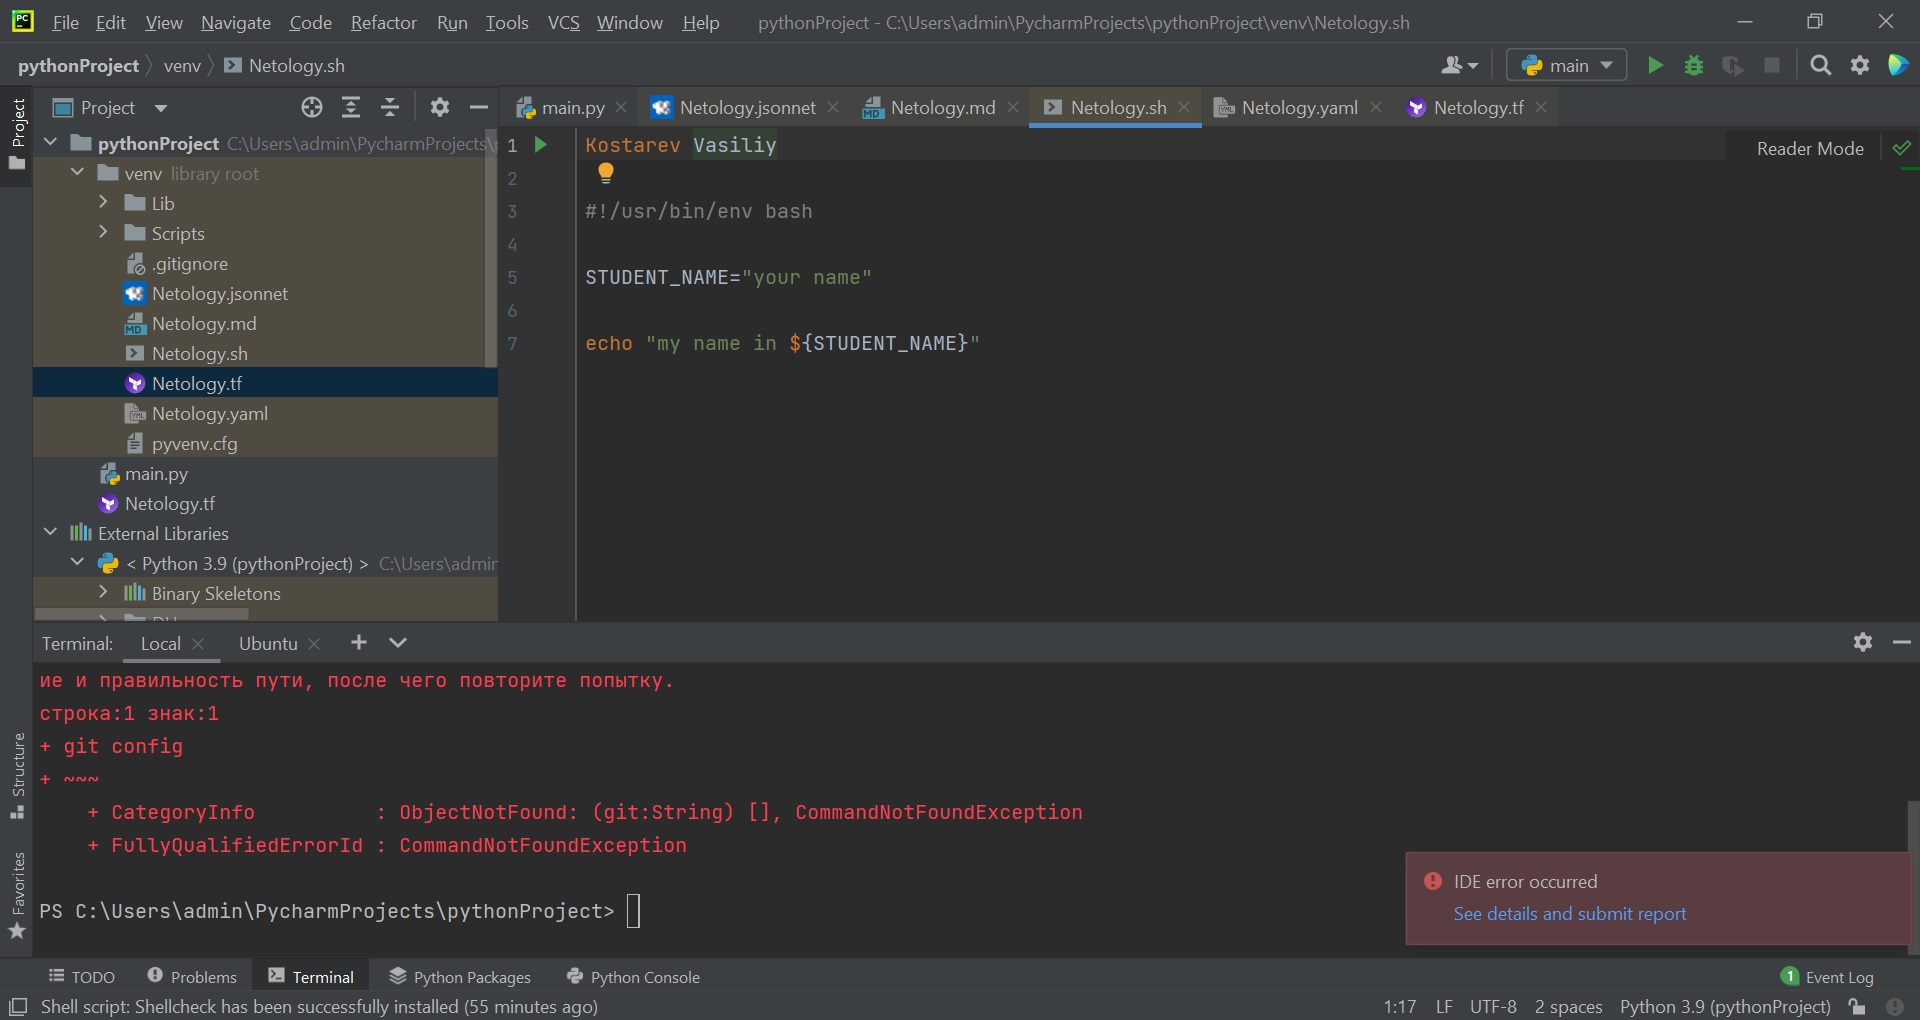 File Edit View Navigate Code Refactor Run Tools VCS Window Help pythonProject - C:\Users\admin\PycharmProjects\pythonProject\venv\Netology.sh
pythonProject venv Netology.sh main
Project
Project
main.py Netology.jsonnet Netology.md Netology.sh Netology.yaml Netology.tf
pythonProject C:\Users\admin\PycharmProjects\
venv library root
Lib
Scripts
.gitignore
Netology.jsonnet
Netology.md
Netology.sh
Netology.tf
Netology.yaml
pyvenv.cfg
main.py
Netology.tf
External Libraries
< Python 3.9 (pythonProject) > C:\Users\admin
Binary Skeletons
1 Kostarev Vasiliy
Reader Mode
2
3 #!/usr/bin/env bash
4
5 STUDENT_NAME="your name"
6
7 echo "my name in ${STUDENT_NAME}"
Terminal: Local Ubuntu
ие и правильность пути, после чего повторите попытку.
строка:1 знак:1
+ git config
+ ~~~
+ CategoryInfo : ObjectNotFound: (git:String) [], CommandNotFoundException
+ FullyQualifiedErrorId : CommandNotFoundException
PS C:\Users\admin\PycharmProjects\pythonProject>
IDE error occurred
See details and submit report
Structure
Favorites
TODO Problems Terminal Python Packages Python Console 1 Event Log
Shell script: Shellcheck has been successfully installed (55 minutes ago) 1:17 LF UTF-8 2 spaces Python 3.9 (pythonProject)